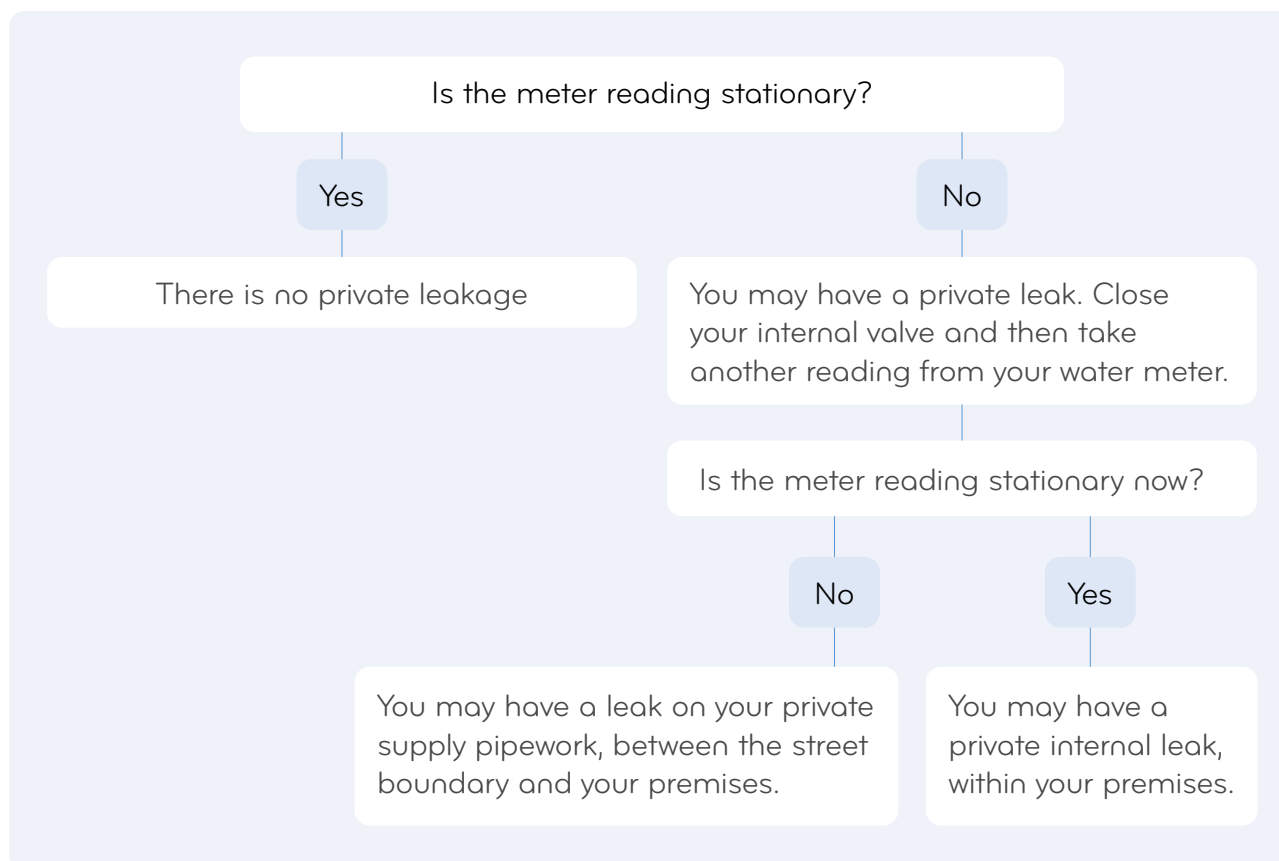 Is the meter reading stationary?
Yes
No
There is no private leakage
You may have a private leak. Close
your internal valve and then take
another reading from your water meter.
Is the meter reading stationary now?
No
Yes
You may have a leak on your private
supply pipework, between the street
boundary and your premises.
You may have a
private internal leak,
within your premises.